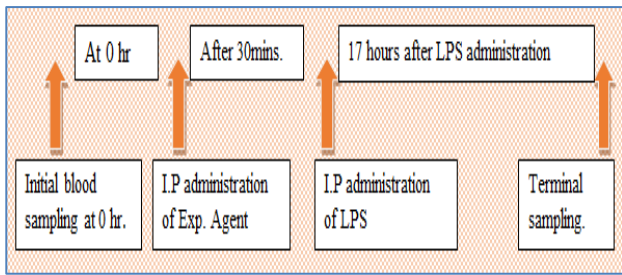 At 0 hr
After 30mins.
17 hours after LPS administration
Initial blood
sampling at 0 hr.
I.P administration
of Exp. Agent
I.P administration
of LPS
Terminal
sampling.